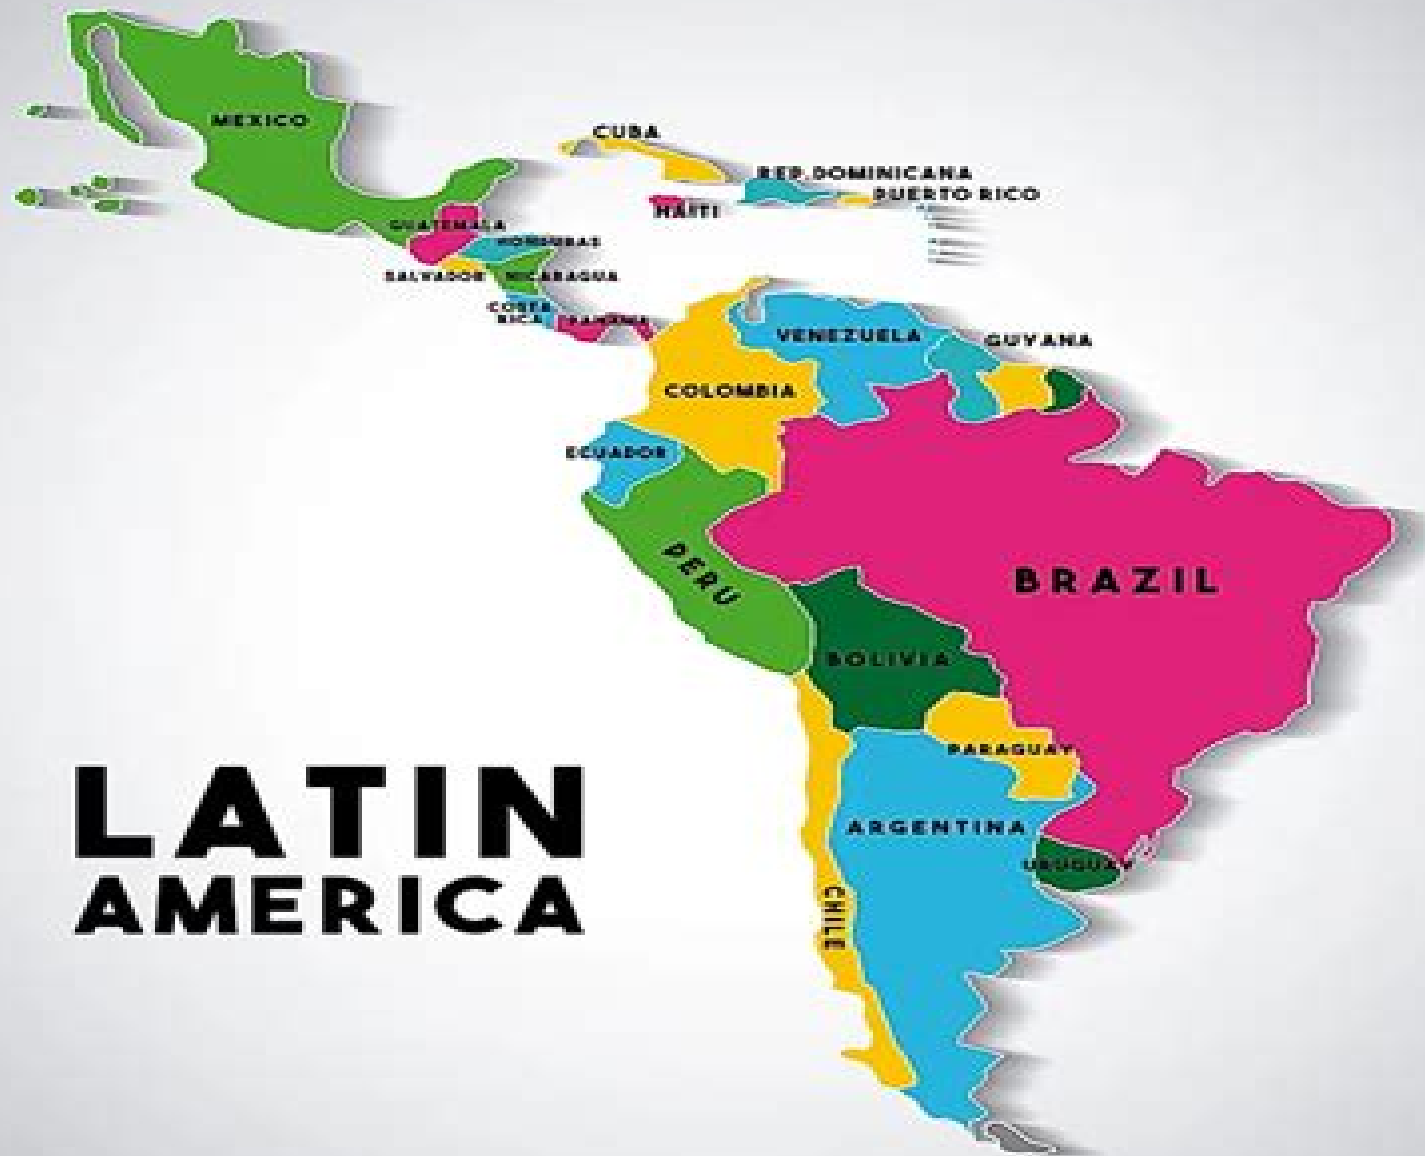 MEXICO
CUBA
REP. DOMINICANA
PUERTO RICO
HAITI
GUATEMALA
HONDURAS
SALVADOR
NICARAGUA
COSTA
RICA
PANAMA
VENEZUELA
GUYANA
COLOMBIA
ECUADOR
PERU
BRAZIL
BOLIVIA
PARAGUAY
ARGENTINA
URUGUAY
CHILE
LATIN
AMERICA